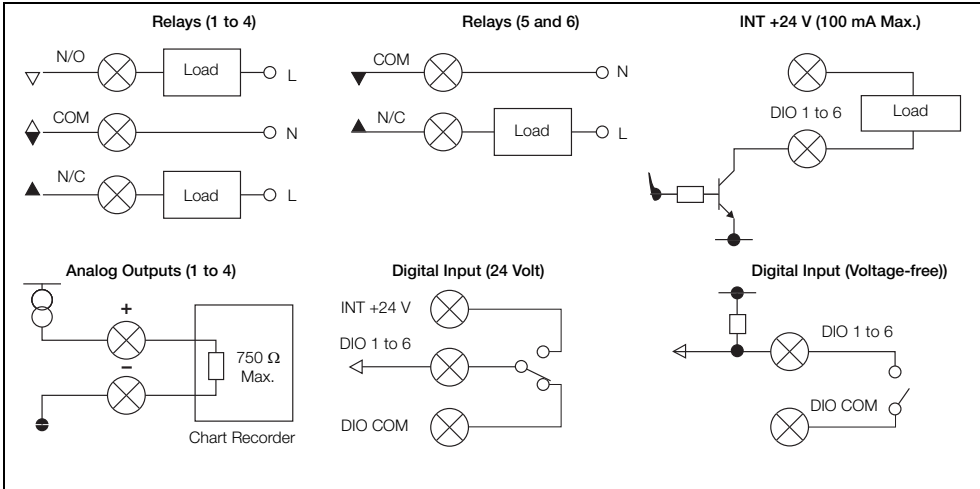 Relays (1 to 4)
N/O
Load
L
COM
N
N/C
Load
L
Relays (5 and 6)
COM
N
N/C
Load
L
INT +24 V (100 mA Max.)
DIO 1 to 6
Load
Analog Outputs (1 to 4)
+
–
750 Ω
Max.
Chart Recorder
Digital Input (24 Volt)
INT +24 V
DIO 1 to 6
DIO COM
Digital Input (Voltage-free))
DIO 1 to 6
DIO COM